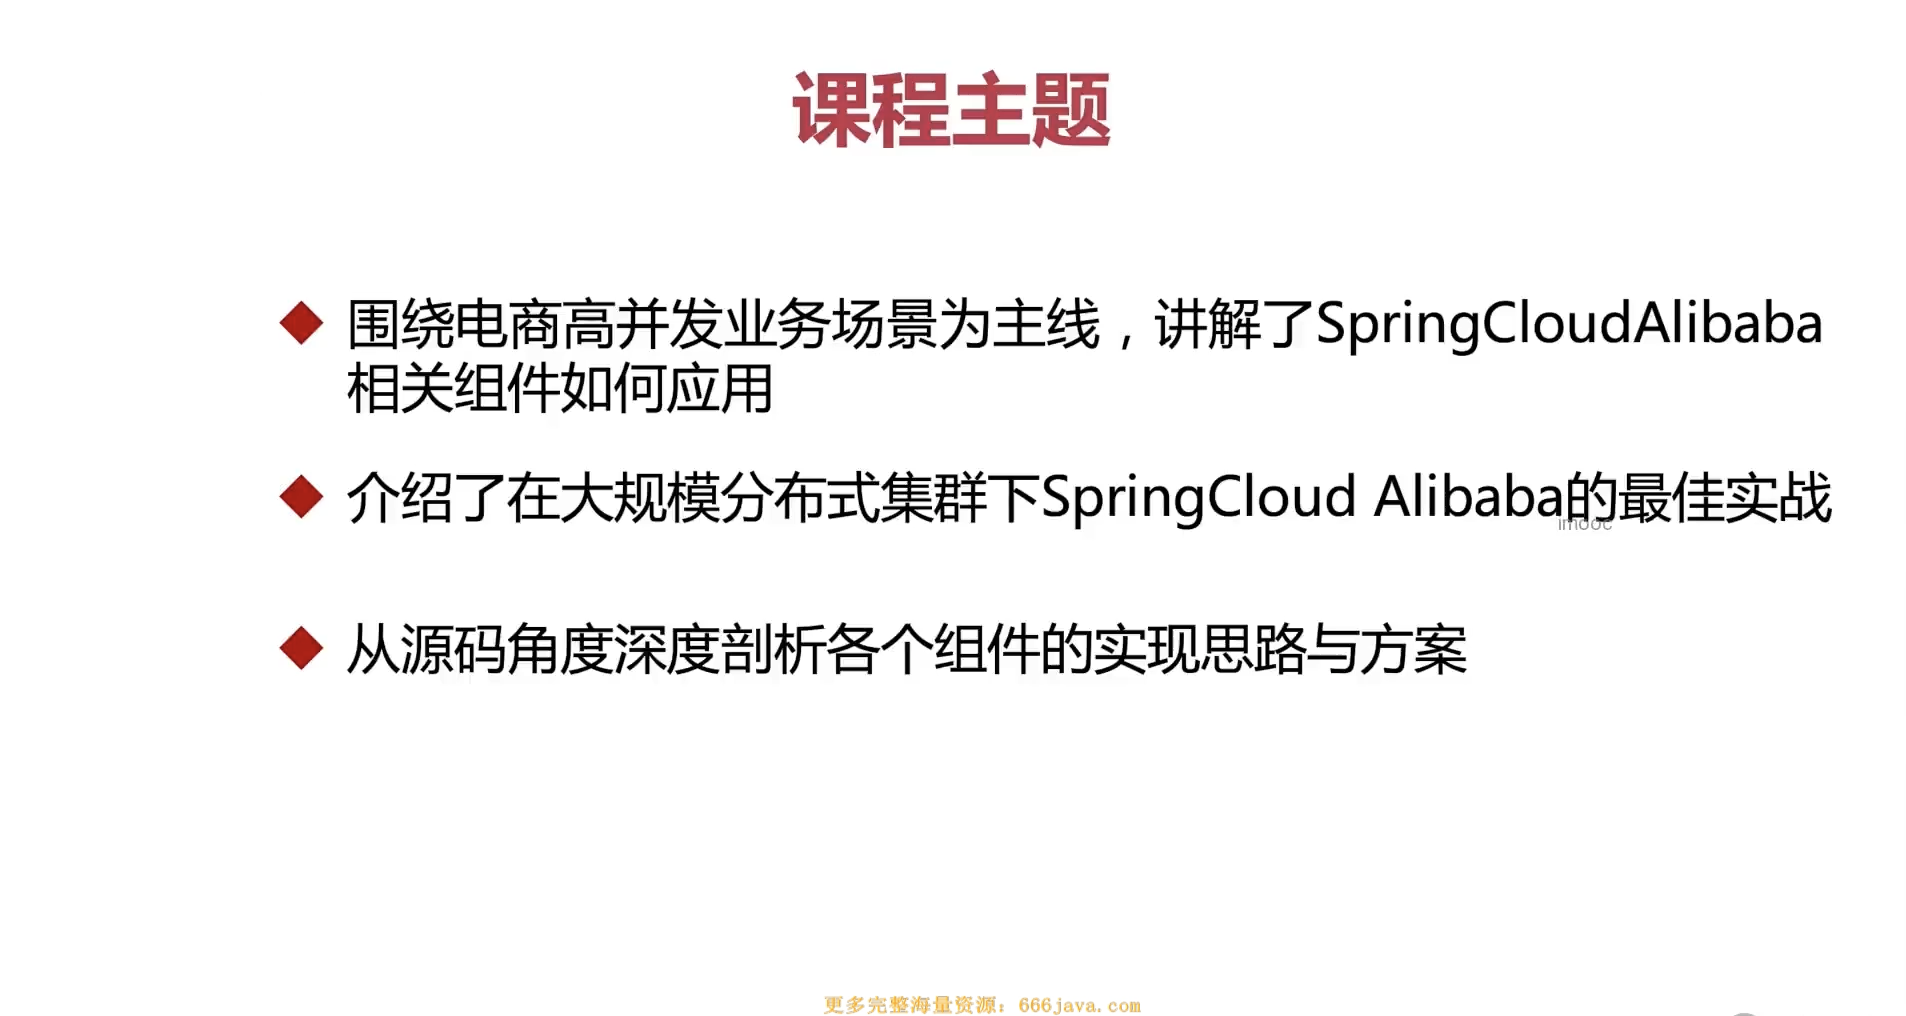 课程主题
围绕电商高并发业务场景为主线，讲解了SpringCloudAlibaba
相关组件如何应用
介绍了在大规模分布式集群下SpringCloud Alibaba的最佳实战
imooc
从源码角度深度剖析各个组件的实现思路与方案
更多完整海量资源：666java.com